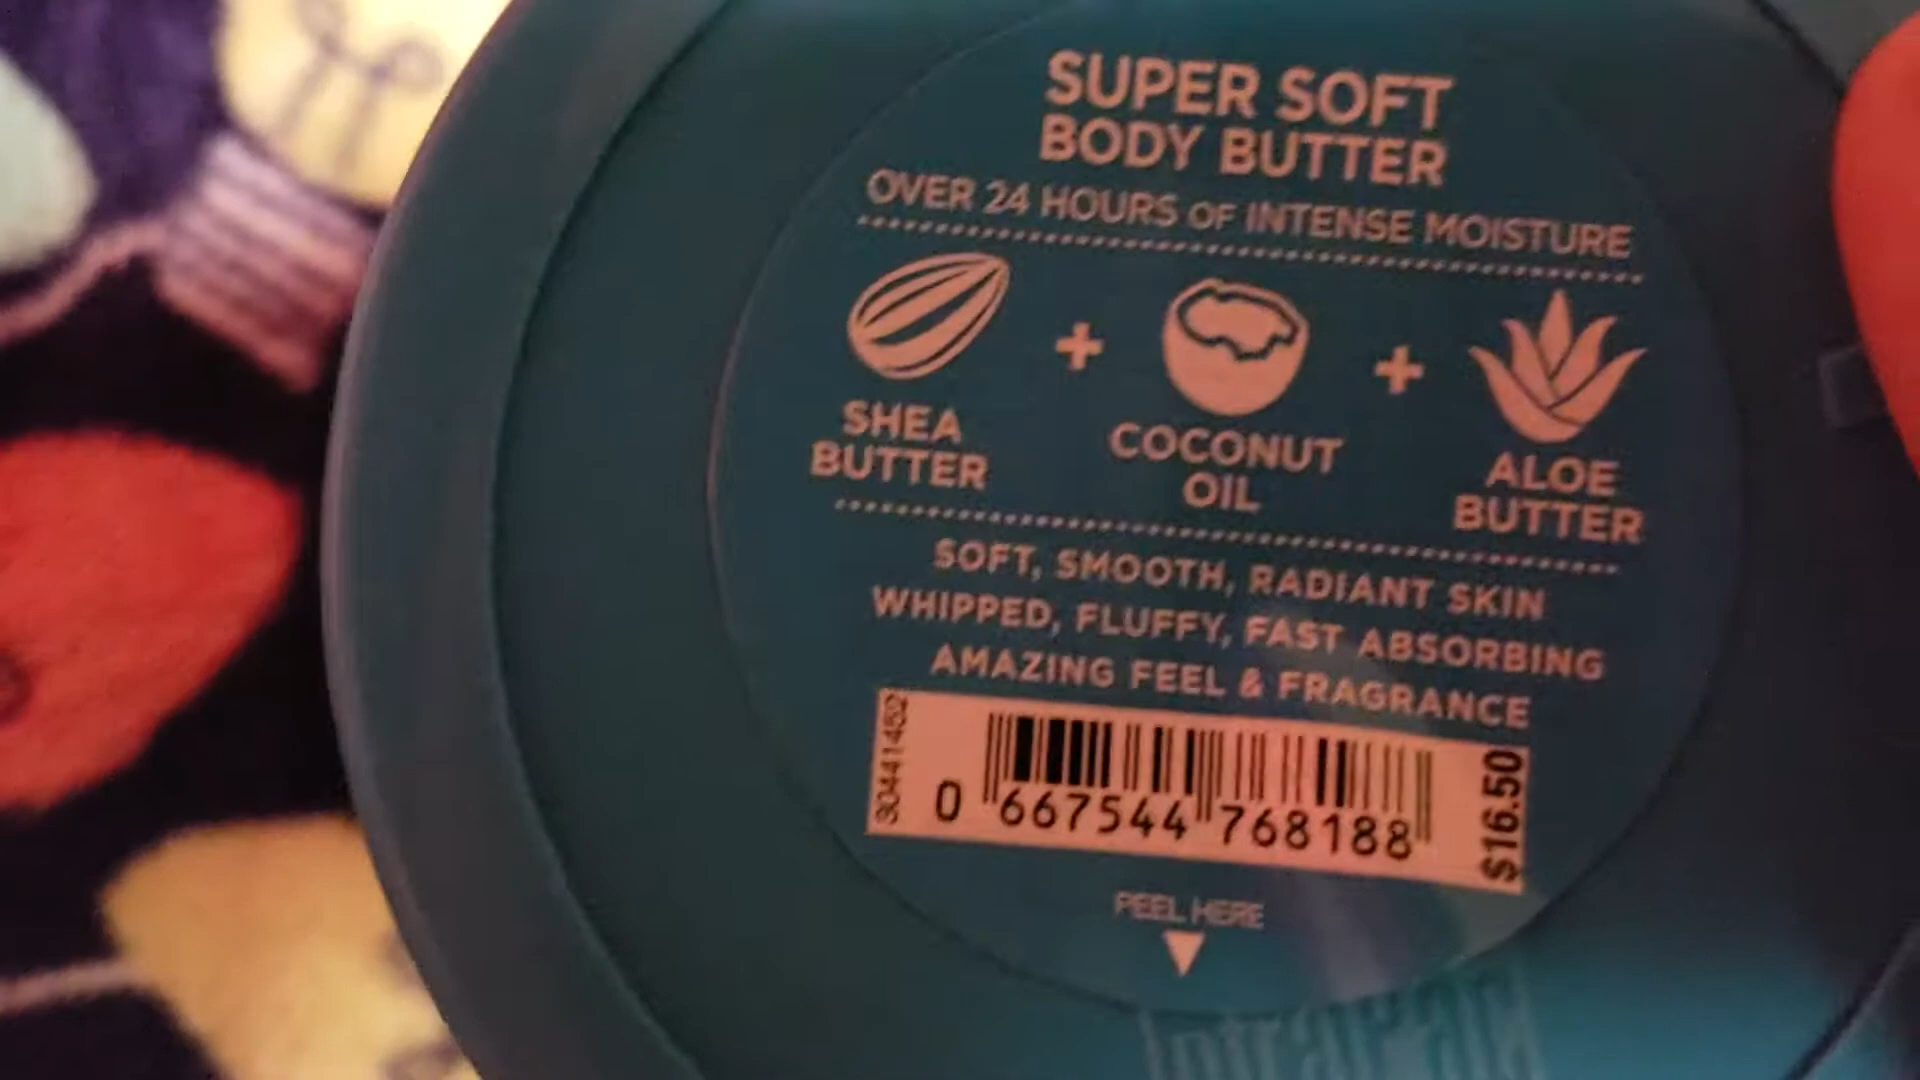 SUPER SOFT
BODY BUTTER
OVER 24 HOURS OF INTENSE MOISTURE
+ +
SHEA
BUTTER
COCONUT
OIL
ALOE
BUTTER
SOFT, SMOOTH, RADIANT SKIN
WHIPPED, FLUFFY, FAST ABSORBING
AMAZING FEEL & FRAGRANCE
30441452
0 667544 768188
$16.50
PEEL HERE